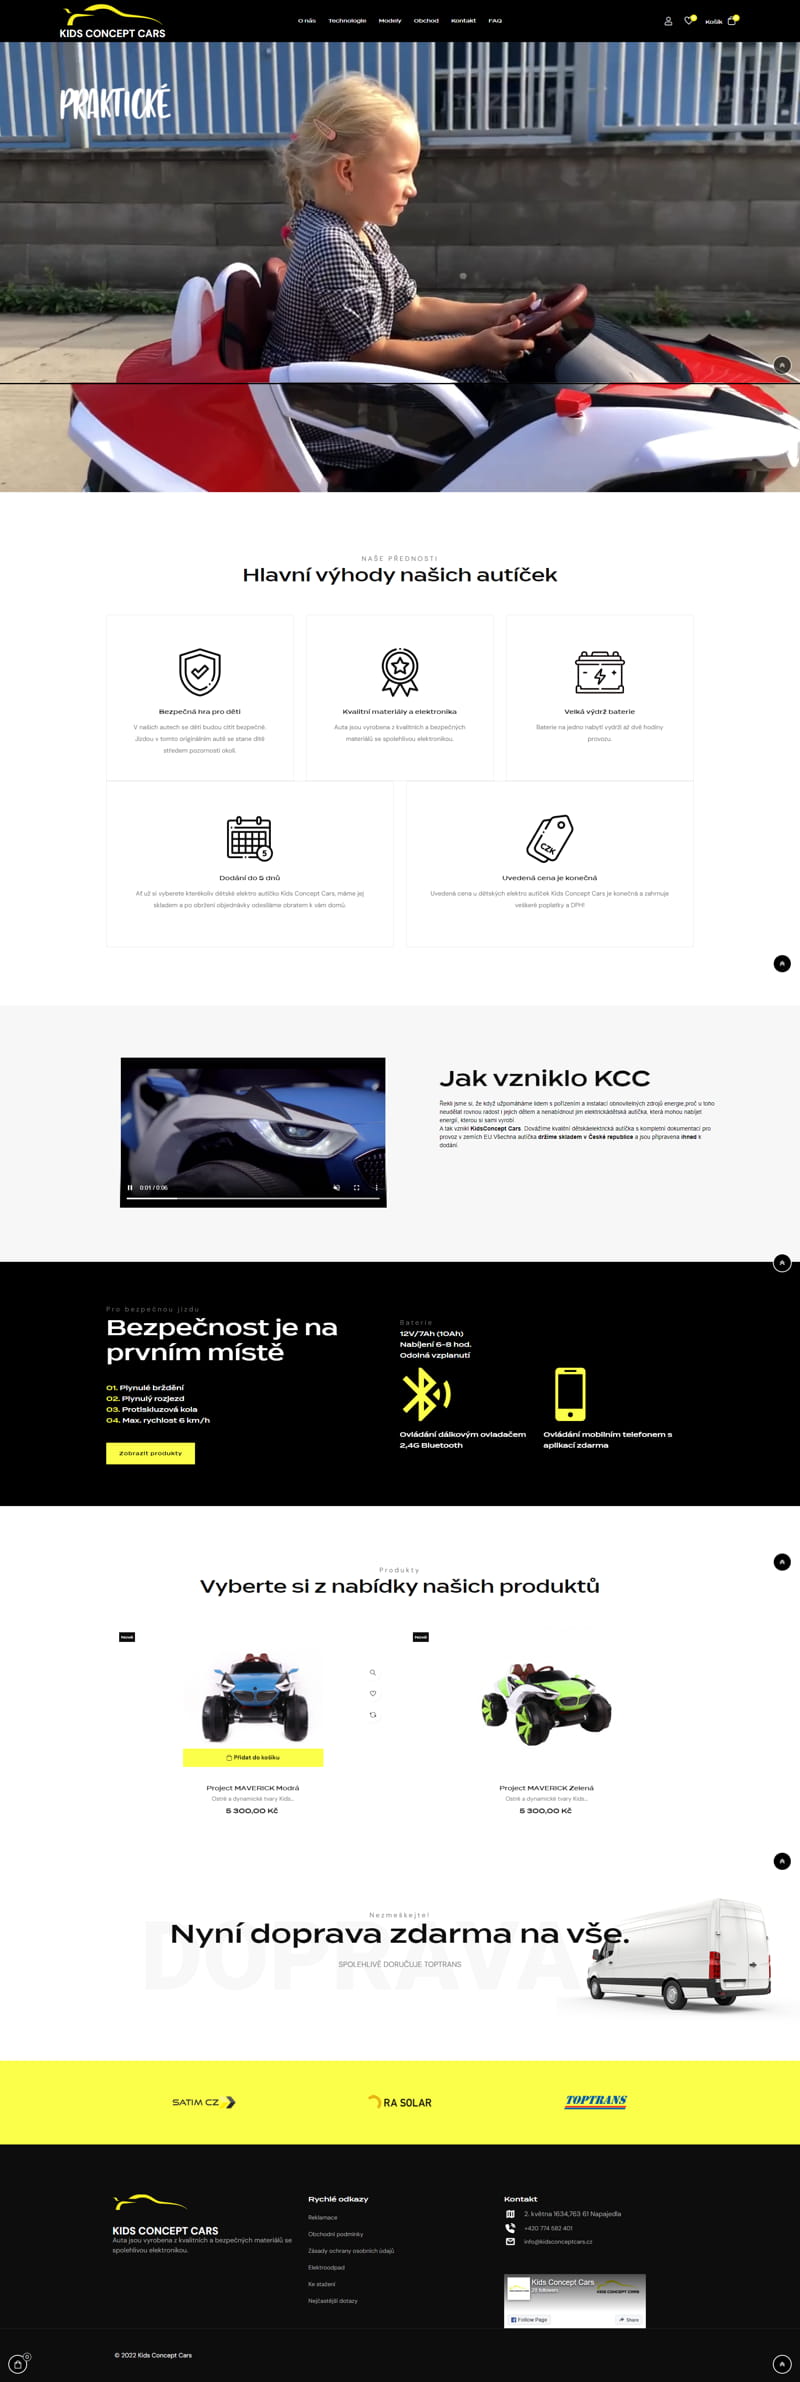 KIDS CONCEPT CARS
O nás Technologie Modely Obchod Kontakt FAQ
Košík
PRAKTICKÉ
NAŠE PŘEDNOSTI
Hlavní výhody našich autíček
Bezpečná hra pro děti
V našich autech se děti budou cítit bezpečně.
Jízdou v tomto originálním autě se stane dítě
středem pozornosti okolí.
Kvalitní materiály a elektronika
Auta jsou vyrobena z kvalitních a bezpečných
materiálů se spolehlivou elektronikou.
Velká výdrž baterie
Baterie na jedno nabytí vydrží až dvě hodiny
provozu.
5
Dodání do 5 dnů
Ať už si vyberete kterékoliv dětské elektro autíčko Kids Concept Cars, máme jej
skladem a po obržení objednávky odesíláme obratem k vám domů.
CZK
Uvedená cena je konečná
Uvedená cena u dětských elektro autíček Kids Concept Cars je konečná a zahrnuje
veškeré poplatky a DPH!
0:01 / 0:06
Jak vzniklo KCC
Řekli jsme si, že když užpomáháme lidem s pořízením a instalací obnovitelných zdrojů energie,proč u toho
neudělat rovnou radost i jejich dětem a nenabídnout jim elektrickádětská autíčka, která mohou nabíjet
energií, kterou si sami vyrobí.
A tak vznikl KidsConcept Cars. Dovážíme kvalitní dětskáelektrická autíčka s kompletní dokumentací pro
provoz v zemích EU.Všechna autíčka držíme skladem v České republice a jsou připravena ihned k
dodání.
Pro bezpečnou jízdu
Bezpečnost je na
prvním místě
01. Plynulé brždění
02. Plynulý rozjezd
03. Protiskluzová kola
04. Max. rychlost 6 km/h
Zobrazit produkty
Baterie
12V/7Ah (10Ah)
Nabíjení 6-8 hod.
Odolná vzplanutí
Ovládání dálkovým ovladačem
2,4G Bluetooth
Ovládání mobilním telefonem s
aplikací zdarma
Produkty
Vyberte si z nabídky našich produktů
Nové
Přidat do košíku
Project MAVERICK Modrá
Ostré a dynamické tvary Kids...
5 300,00 Kč
Nové
Project MAVERICK Zelená
Ostré a dynamické tvary Kids...
5 300,00 Kč
DOPRAVA
Nezmeškejte!
Nyní doprava zdarma na vše.
SPOLEHLIVĚ DORUČUJE TOPTRANS
SATIM CZ
RA SOLAR
TOPTRANS
KIDS CONCEPT CARS
Auta jsou vyrobena z kvalitních a bezpečných materiálů se
spolehlivou elektronikou.
Rychlé odkazy
Reklamace
Obchodní podmínky
Zásady ochrany osobních údajů
Elektroodpad
Ke stažení
Nejčastější dotazy
Kontakt
2. května 1634,763 61 Napajedla
+420 774 582 401
info@kidsconceptcars.cz
Kids Concept Cars
Follow Page
Share
© 2022 Kids Concept Cars
0